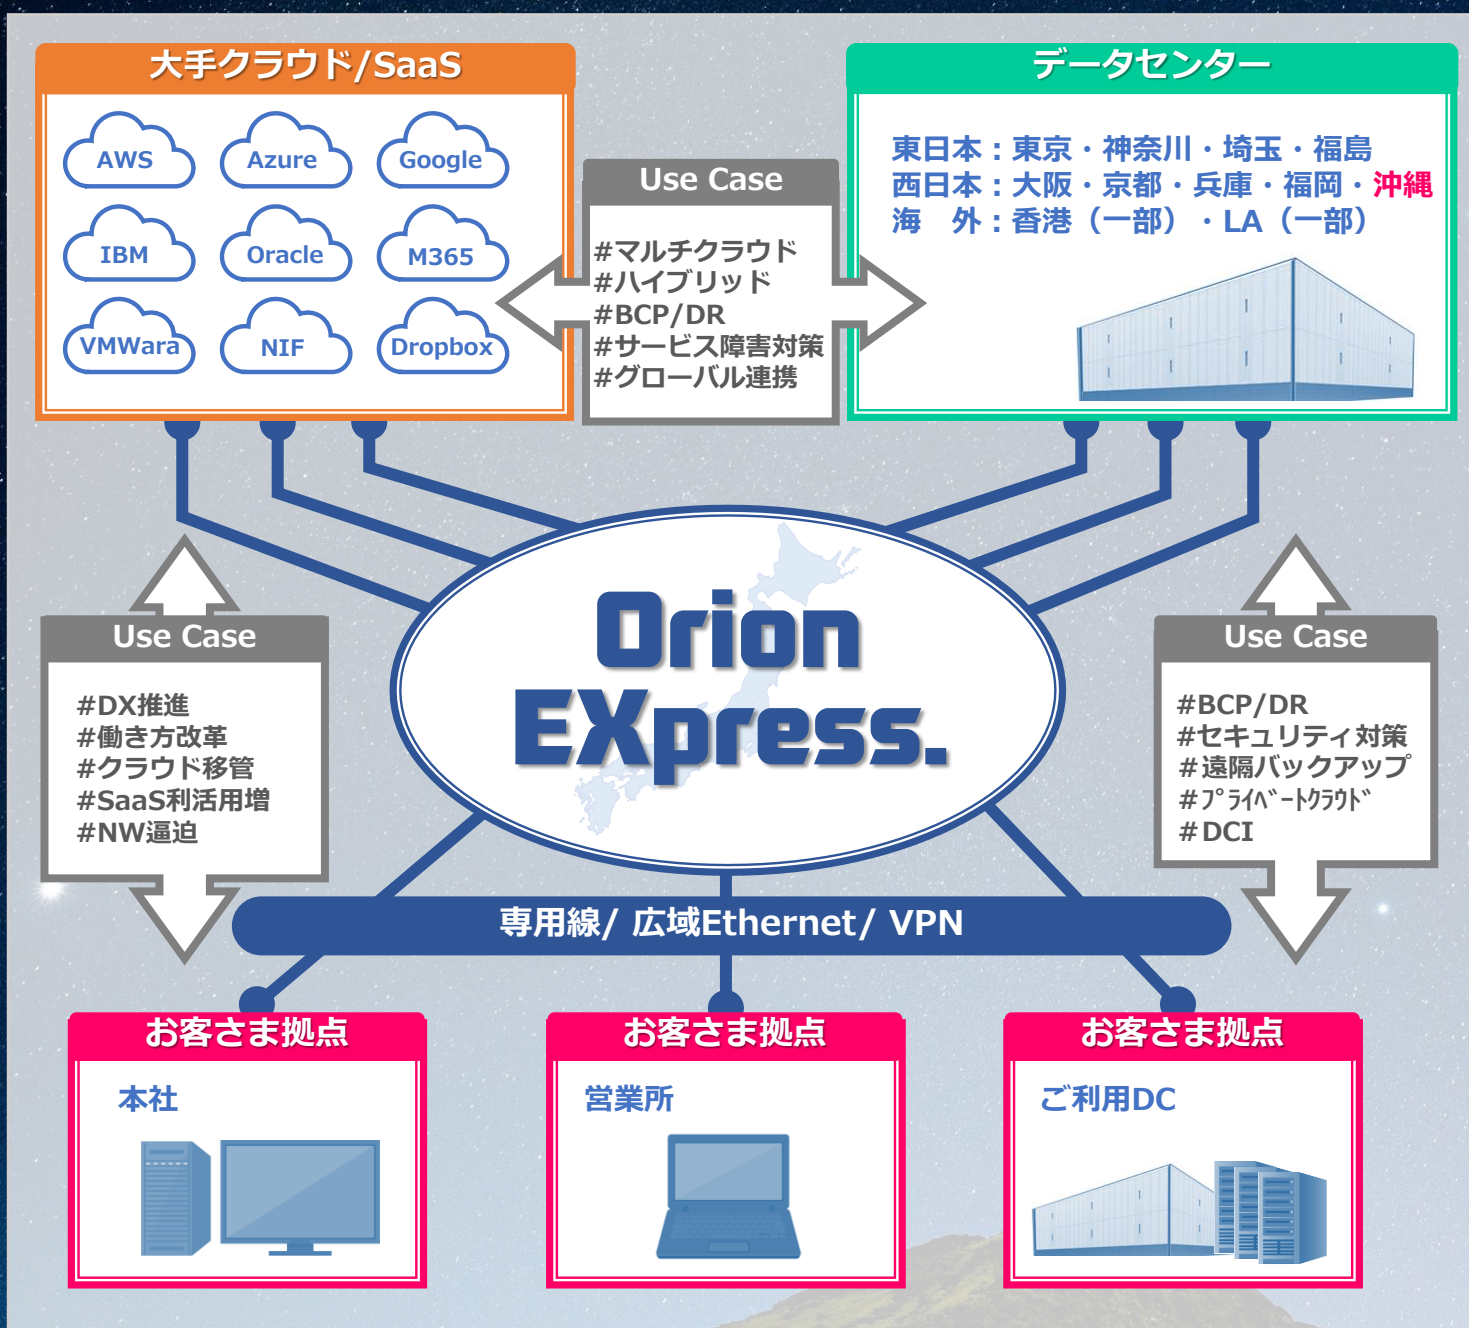 大手クラウド/SaaS
AWS
Azure
Google
IBM
Oracle
M365
VMWara
NIF
Dropbox
Use Case
#マルチクラウド
#ハイブリッド
#BCP/DR
#サービス障害対策
#グローバル連携
データセンター
東日本：東京・神奈川・埼玉・福島
西日本：大阪・京都・兵庫・福岡・沖縄
海　外：香港（一部）・LA（一部）
Orion
EXpress.
Use Case
#DX推進
#働き方改革
#クラウド移管
#SaaS利活用増
#NW逼迫
Use Case
#BCP/DR
#セキュリティ対策
#遠隔バックアップ
#ﾌﾟﾗｲﾍﾞｰﾄｸﾗｳﾄﾞ
#DCI
専用線/ 広域Ethernet/ VPN
お客さま拠点
本社
お客さま拠点
営業所
お客さま拠点
ご利用DC